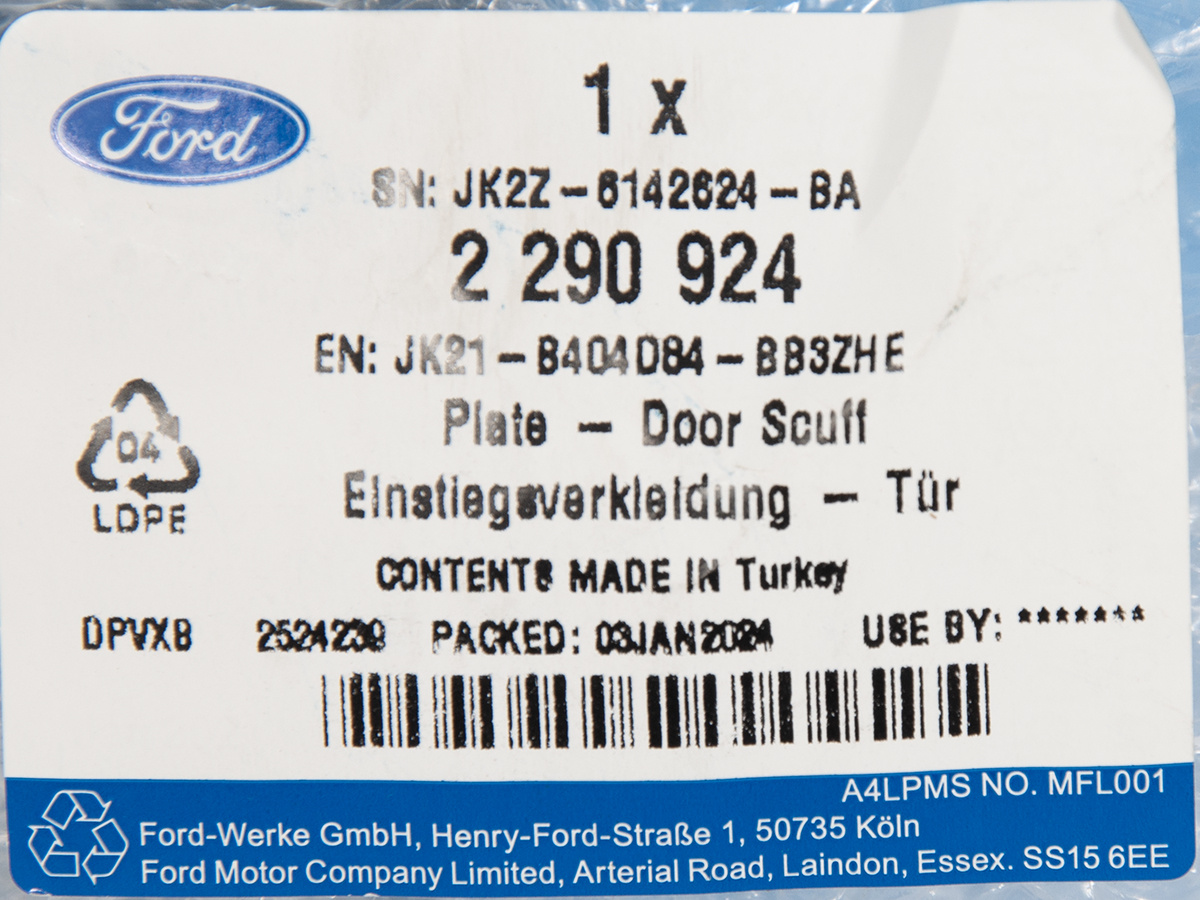 Ford
1 x
SN: JK2Z - 6142624 - BA
2 290 924
EN: JK21 - B404D84 - BB3ZHE
Plate - Door Scuff
Einstiegsverkleidung - Tür
04
LDPE
CONTENTS MADE IN Turkey
DPVXB 2524239 PACKED: 03JAN2024 USE BY: *******
A4LPMS NO. MFL001
Ford-Werke GmbH, Henry-Ford-Straße 1, 50735 Köln
Ford Motor Company Limited, Arterial Road, Laindon, Essex. SS15 6EE